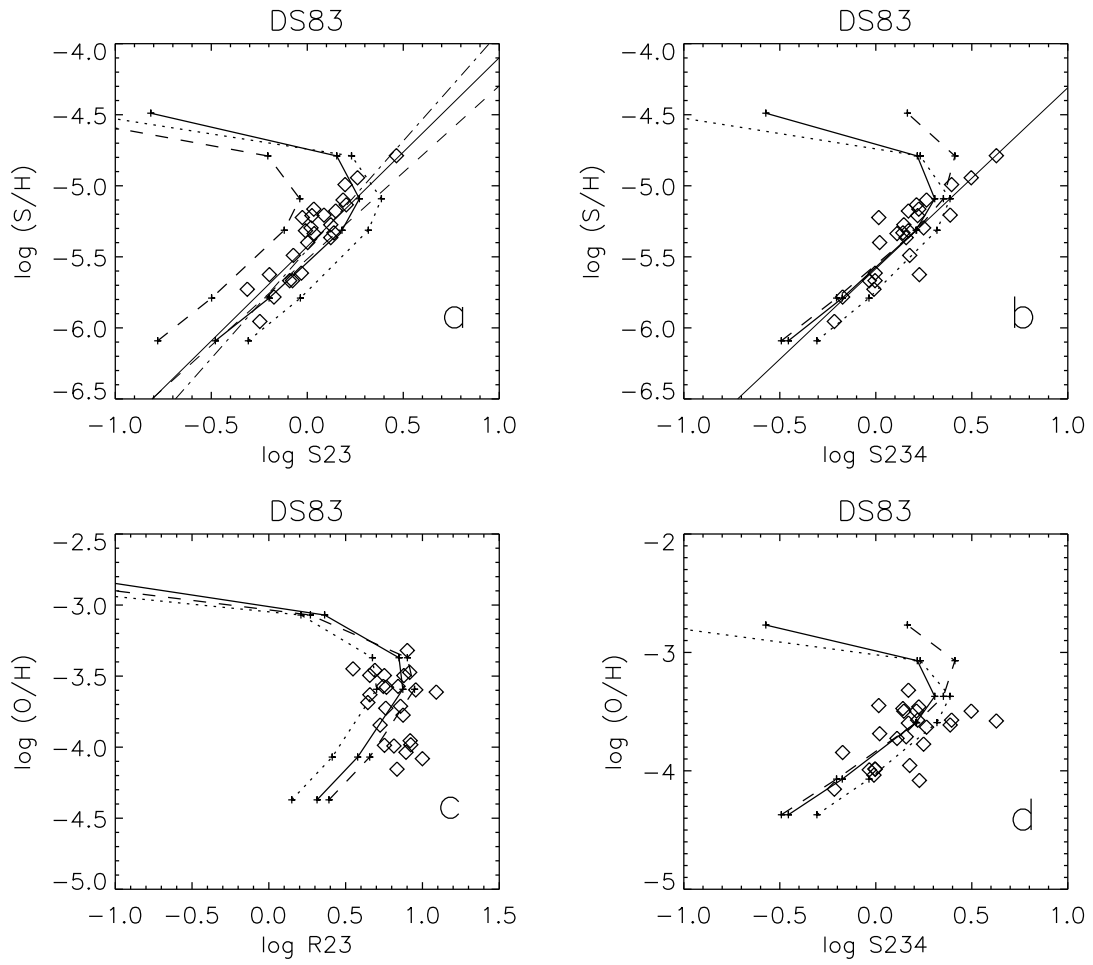 DS83
−4.0
−4.5
−5.0
−5.5
−6.0
−6.5
log (S/H)
a
−1.0 −0.5 0.0 0.5 1.0
log S23
DS83
−4.0
−4.5
−5.0
−5.5
−6.0
−6.5
log (S/H)
b
−1.0 −0.5 0.0 0.5 1.0
log S234
DS83
−2.5
−3.0
−3.5
−4.0
−4.5
−5.0
log (O/H)
c
−1.0 −0.5 0.0 0.5 1.0 1.5
log R23
DS83
−2
−3
−4
−5
log (O/H)
d
−1.0 −0.5 0.0 0.5 1.0
log S234